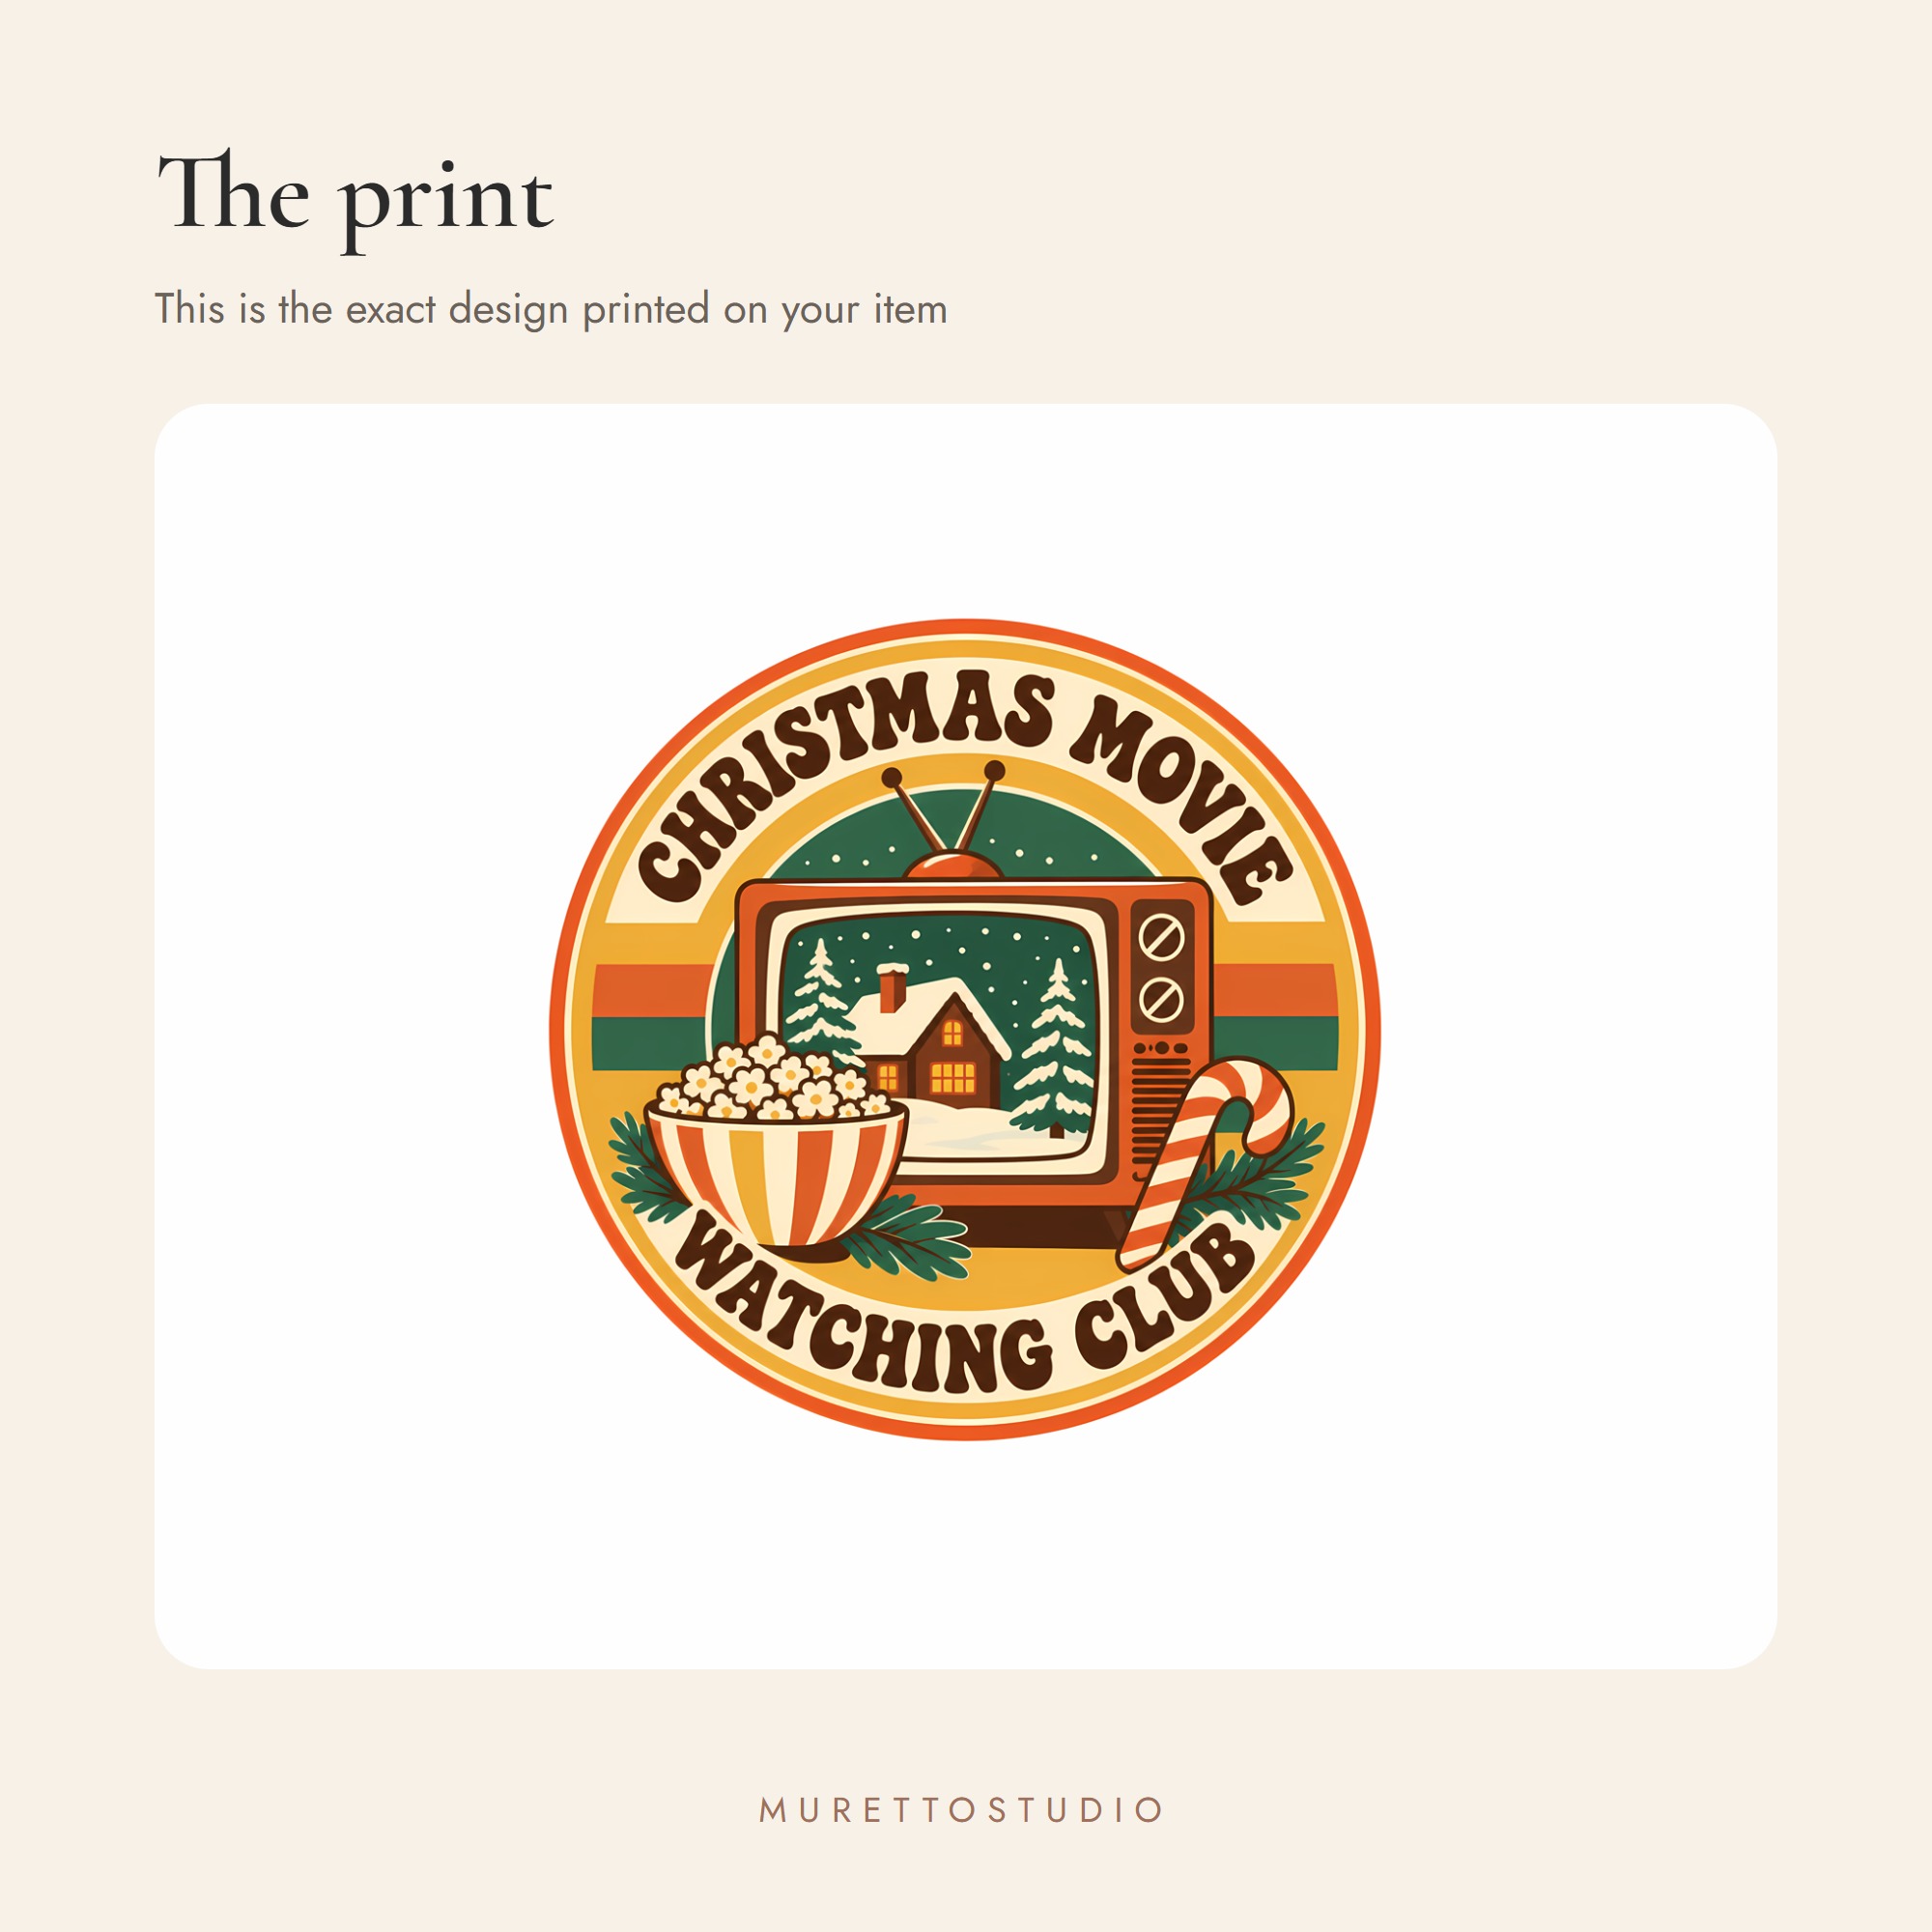 The print
This is the exact design printed on your item
CHRISTMAS MOVIE
WATCHING CLUB
MURETTOSTUDIO